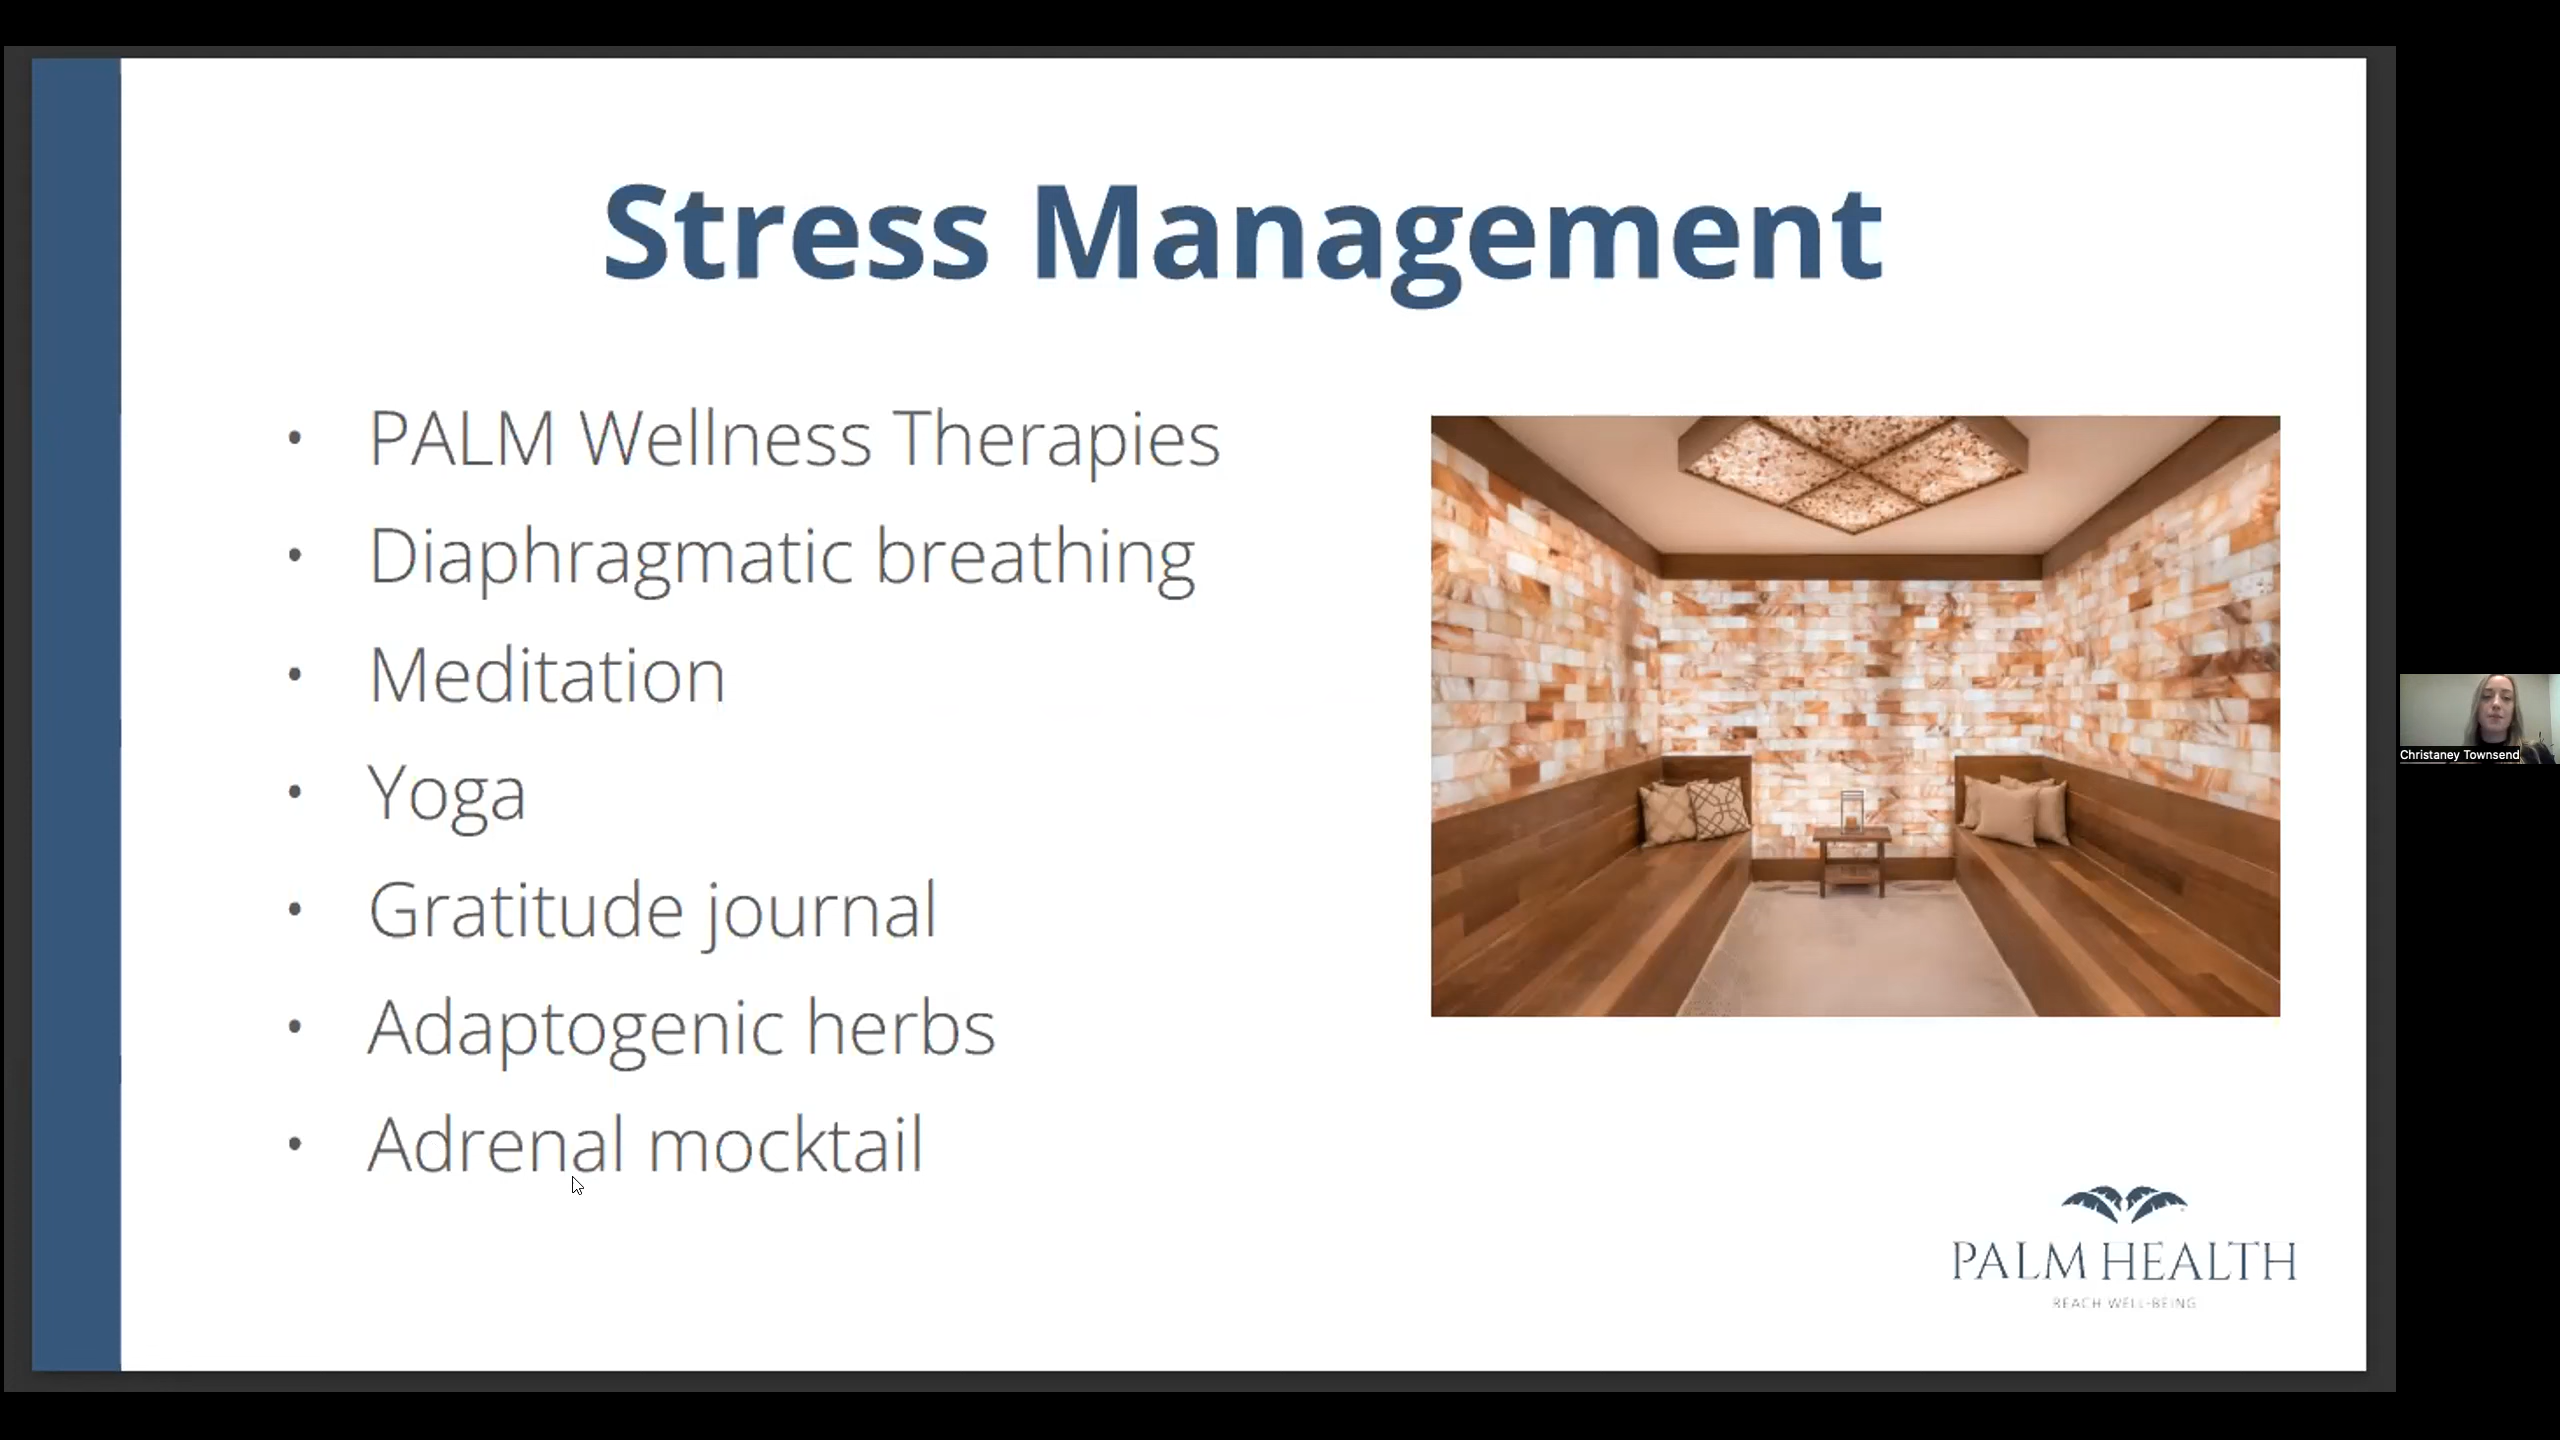 Stress Management
• PALM Wellness Therapies
• Diaphragmatic breathing
• Meditation
• Yoga
• Gratitude journal
• Adaptogenic herbs
• Adrenal mocktail
PALM HEALTH
REACH WELL-BEING
Christaney Townsend